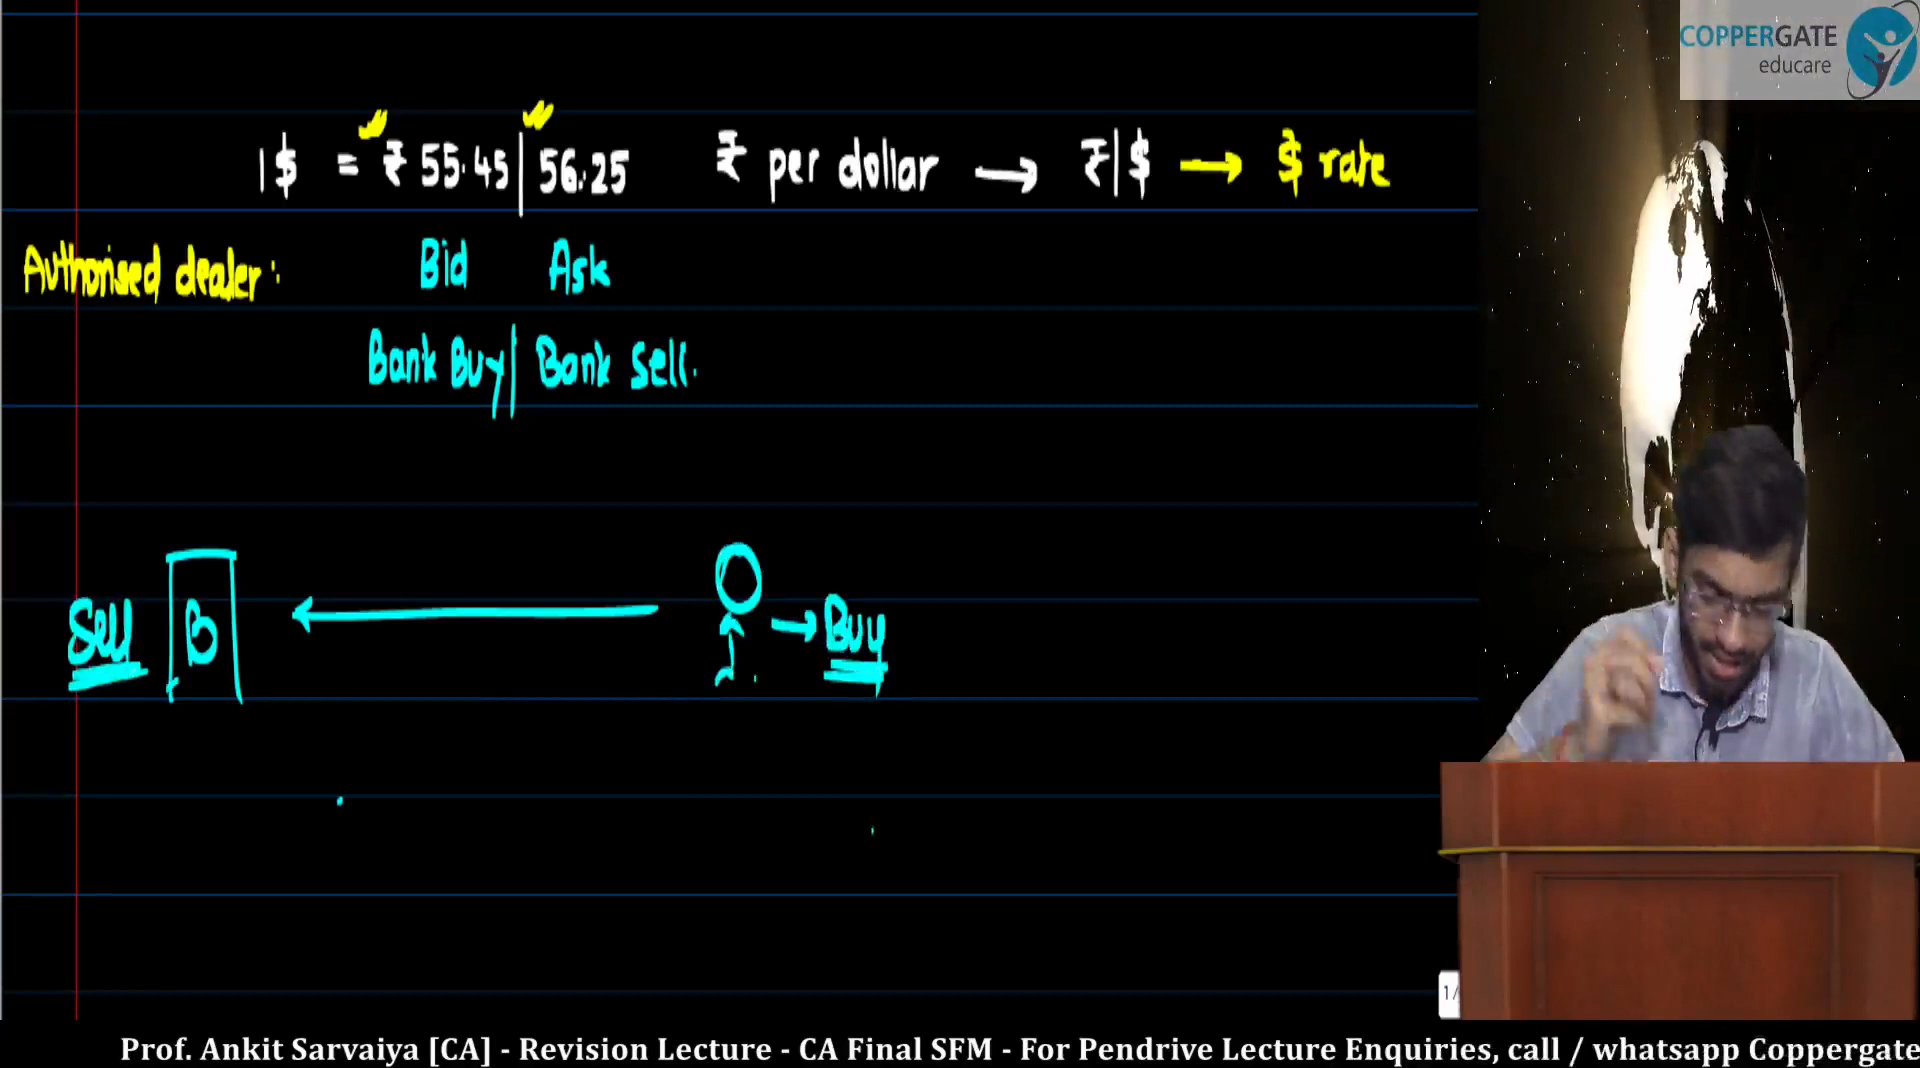 COPPERGATE
educare
1$ = ₹ 55.45 | 56.25 ₹ per dollar → ₹|$ → $ rate
Authorised dealer: Bid Ask
Bank Buy | Bank Sell.
Sell B ← → Buy
1/
Prof. Ankit Sarvaiya [CA] - Revision Lecture - CA Final SFM - For Pendrive Lecture Enquiries, call / whatsapp Coppergate